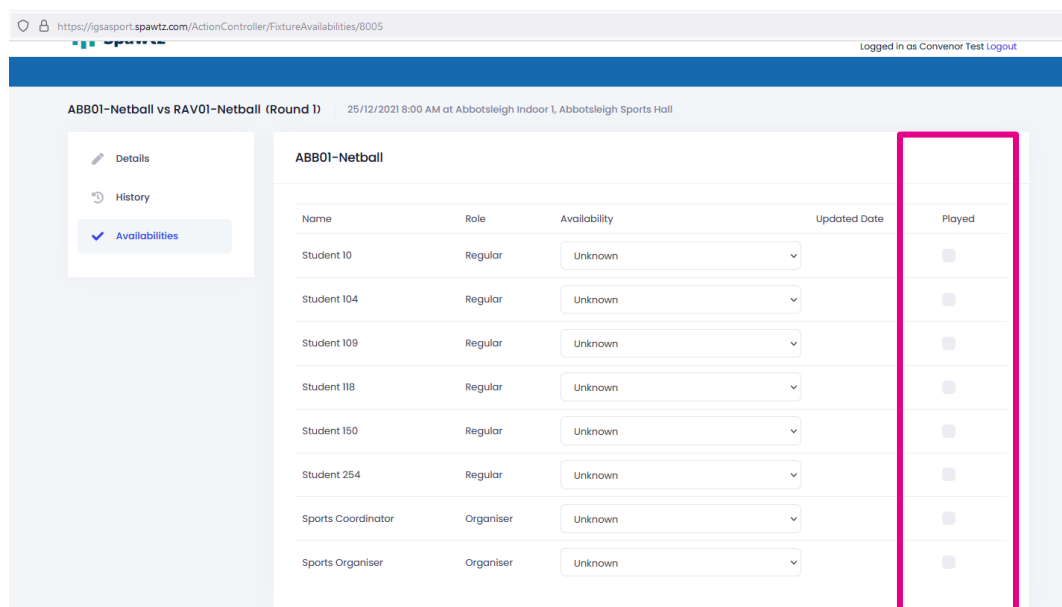 https://igsasport.spawtz.com/ActionController/FixtureAvailabilities/8005
Spawtz
Logged in as Convenor Test Logout
ABB01-Netball vs RAV01-Netball (Round 1) 25/12/2021 8:00 AM at Abbotsleigh Indoor 1, Abbotsleigh Sports Hall
Details
History
Availabilities
ABB01-Netball
Name Role Availability Updated Date Played
Student 10 Regular Unknown
Student 104 Regular Unknown
Student 109 Regular Unknown
Student 118 Regular Unknown
Student 150 Regular Unknown
Student 254 Regular Unknown
Sports Coordinator Organiser Unknown
Sports Organiser Organiser Unknown